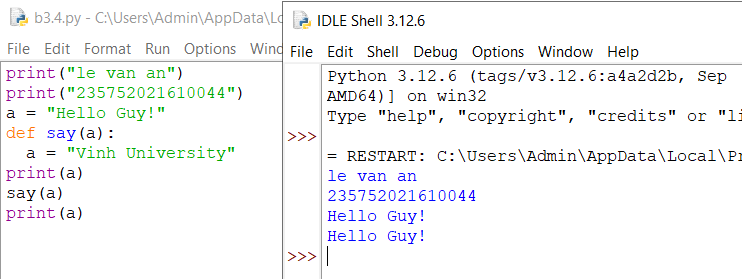 b3.4.py - C:\Users\Admin\AppData\Lo
File Edit Format Run Options
print("le van an")
print("235752021610044")
a = "Hello Guy!"
def say(a):
  a = "Vinh University"
print(a)
say(a)
print(a)
IDLE Shell 3.12.6
File Edit Shell Debug Options Window Help
Python 3.12.6 (tags/v3.12.6:a4a2d2b, Sep
AMD64)] on win32
Type "help", "copyright", "credits" or "li
>>>
= RESTART: C:\Users\Admin\AppData\Local\Pr
le van an
235752021610044
Hello Guy!
Hello Guy!
>>>